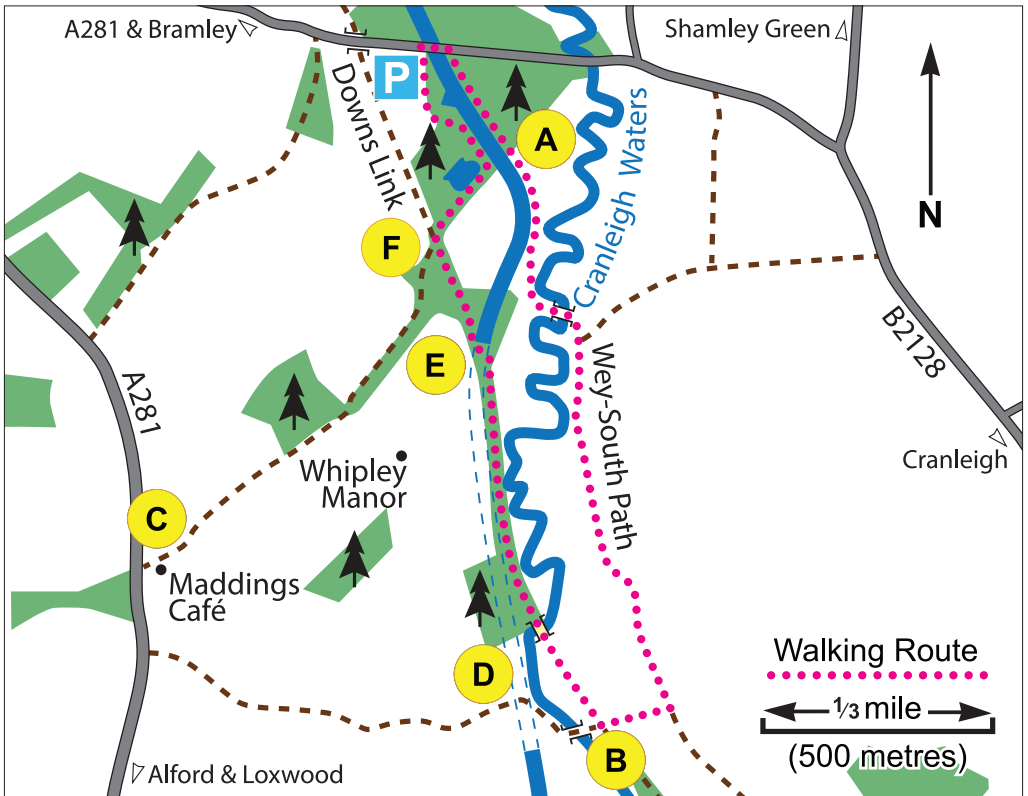 A281 & Bramley
Shamley Green
P
Downs Link
A
Cranleigh Waters
N
F
E
B2128
A281
Wey-South Path
Cranleigh
Whipley
Manor
C
Maddings
Café
D
Walking Route
1/3 mile
(500 metres)
B
Alford & Loxwood